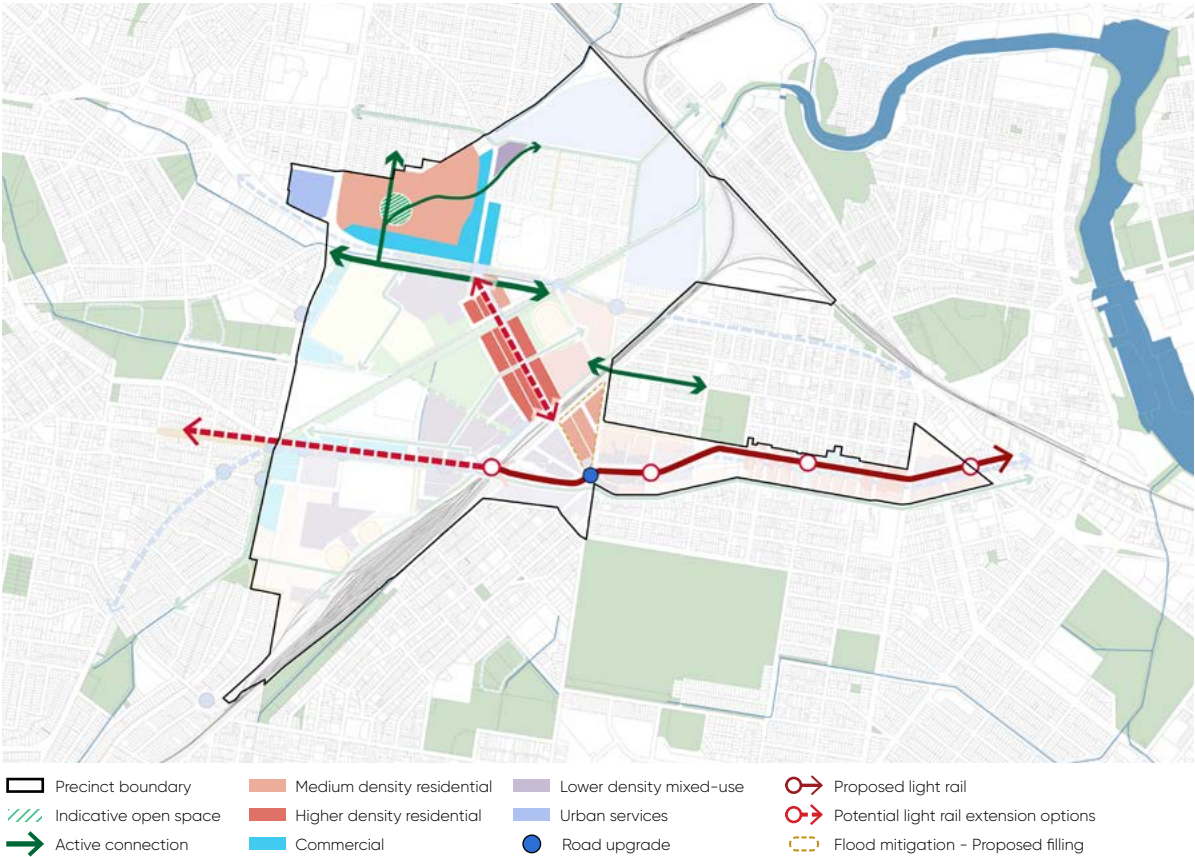 Precinct boundary
Medium density residential
Lower density mixed-use
Proposed light rail
Indicative open space
Higher density residential
Urban services
Potential light rail extension options
Active connection
Commercial
Road upgrade
Flood mitigation - Proposed filling